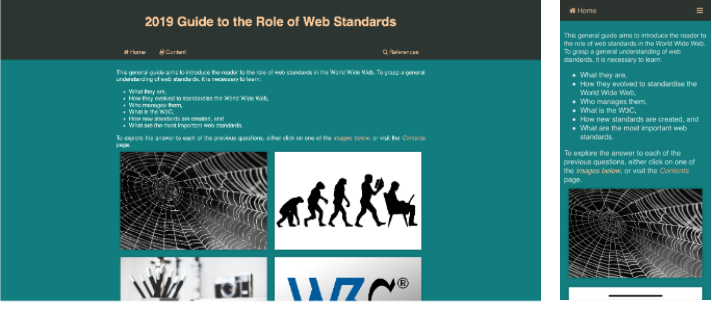 2019 Guide to the Role of Web Standards
Home Content References
This general guide aims to introduce the reader to the role of web standards in the World Wide Web. To grasp a general
understanding of web standards, it is necessary to learn:
What they are,
How they evolved to standardise the World Wide Web,
Who manages them,
What is the W3C,
How new standards are created, and
What are the most important web standards.
To explore the answer to each of the previous questions, either click on one of the images below, or visit the Contents
page.
W3C®
Home
This general guide aims to introduce the reader to
the role of web standards in the World Wide Web.
To grasp a general understanding of web
standards, it is necessary to learn:
What they are,
How they evolved to standardise the
World Wide Web,
Who manages them,
What is the W3C,
How new standards are created, and
What are the most important web
standards.
To explore the answer to each of the
previous questions, either click on one of
the images below, or visit the Contents
page.